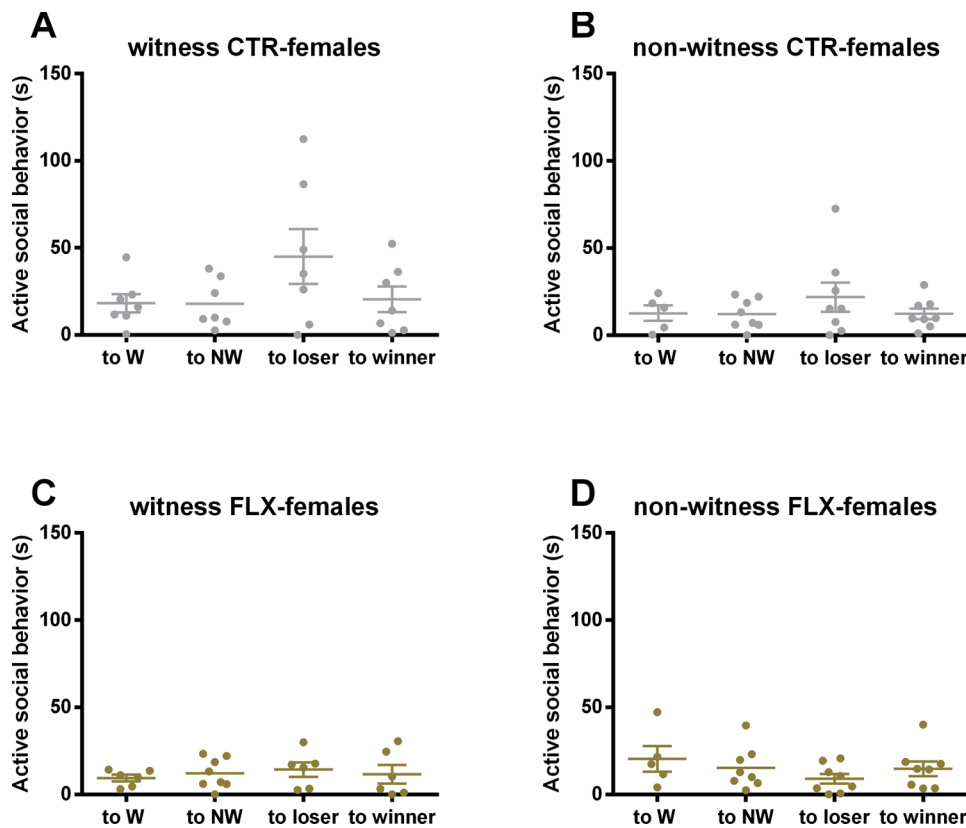 A
witness CTR-females
Active social behavior (s)
150
100
50
0
to W
to NW
to loser
to winner
B
non-witness CTR-females
Active social behavior (s)
150
100
50
0
to W
to NW
to loser
to winner
C
witness FLX-females
Active social behavior (s)
150
100
50
0
to W
to NW
to loser
to winner
D
non-witness FLX-females
Active social behavior (s)
150
100
50
0
to W
to NW
to loser
to winner